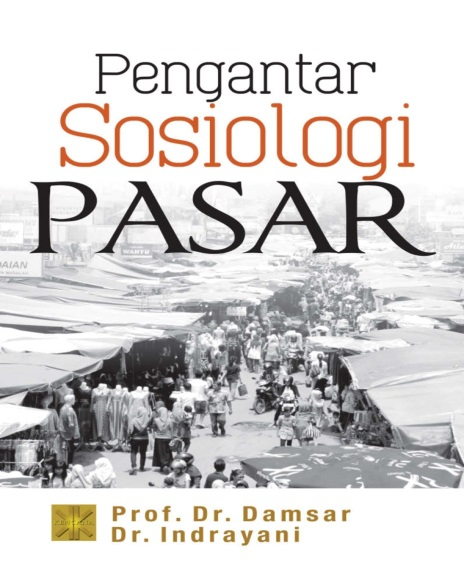 Pengantar
Sosiologi
PASAR
Prof. Dr. Damsar
Dr. Indrayani